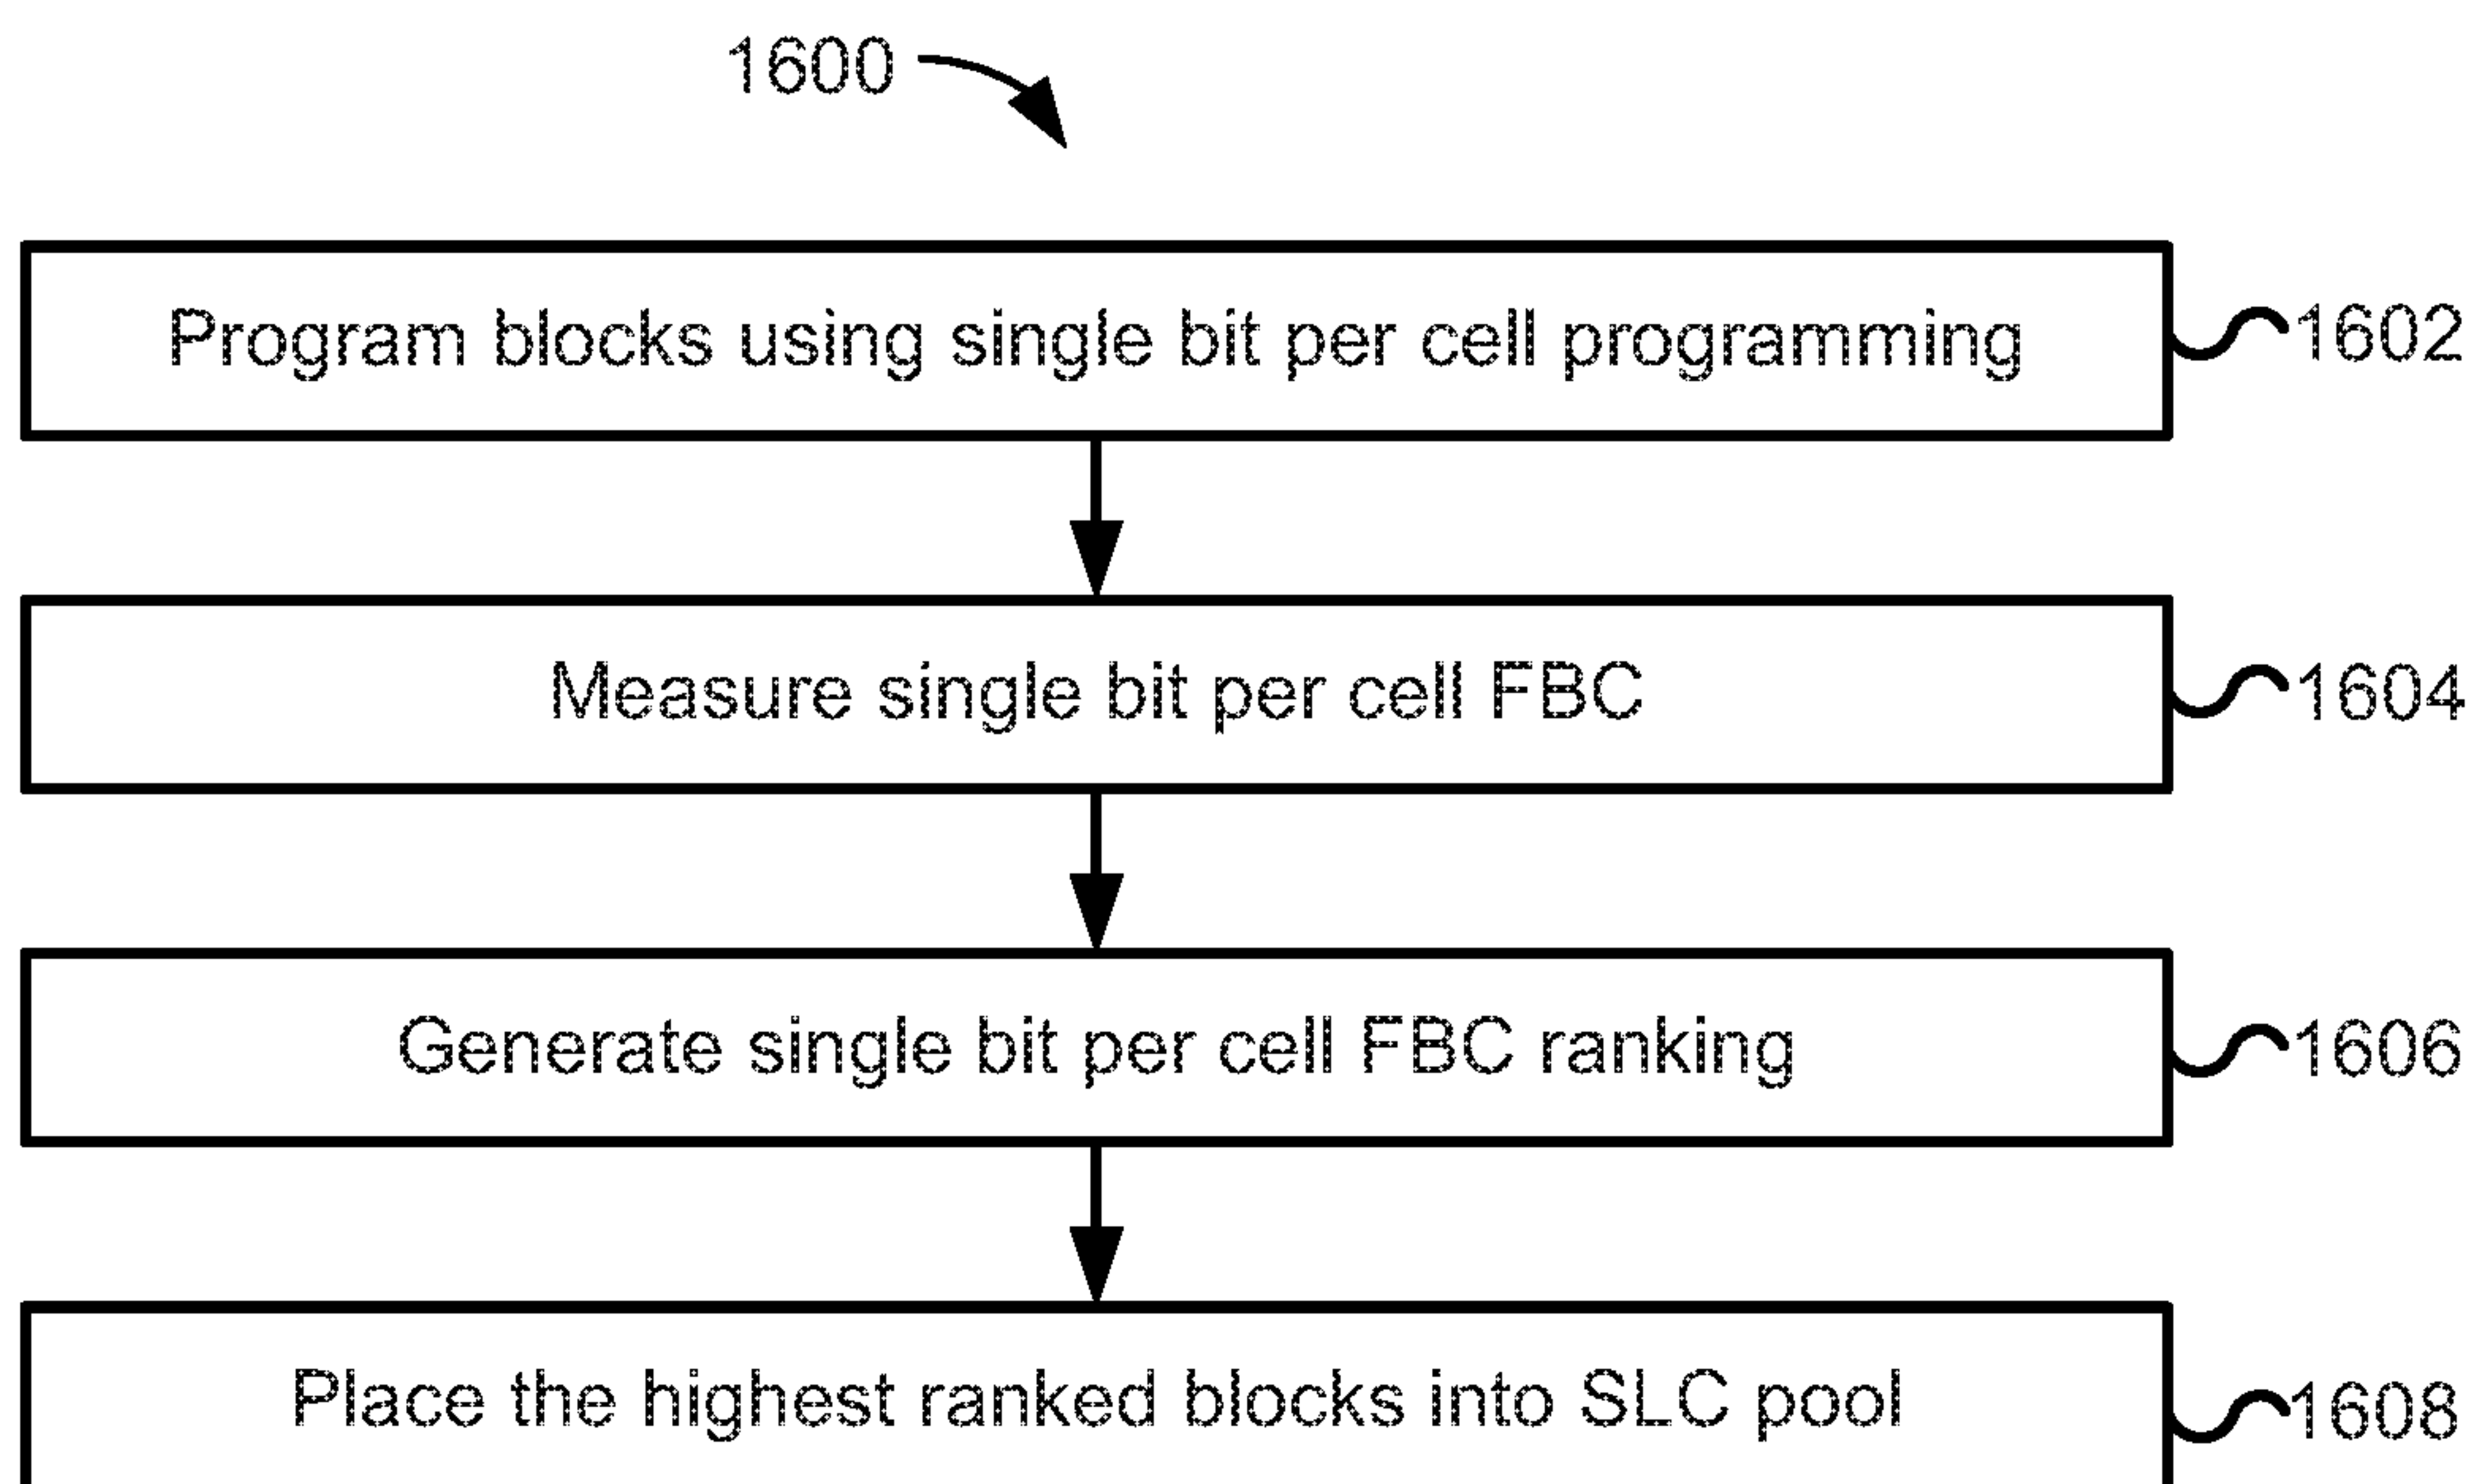 1600
Program blocks using single bit per cell programming
1602
Measure single bit per cell FBC
1604
Generate single bit per cell FBC ranking
1606
Place the highest ranked blocks into SLC pool
1608